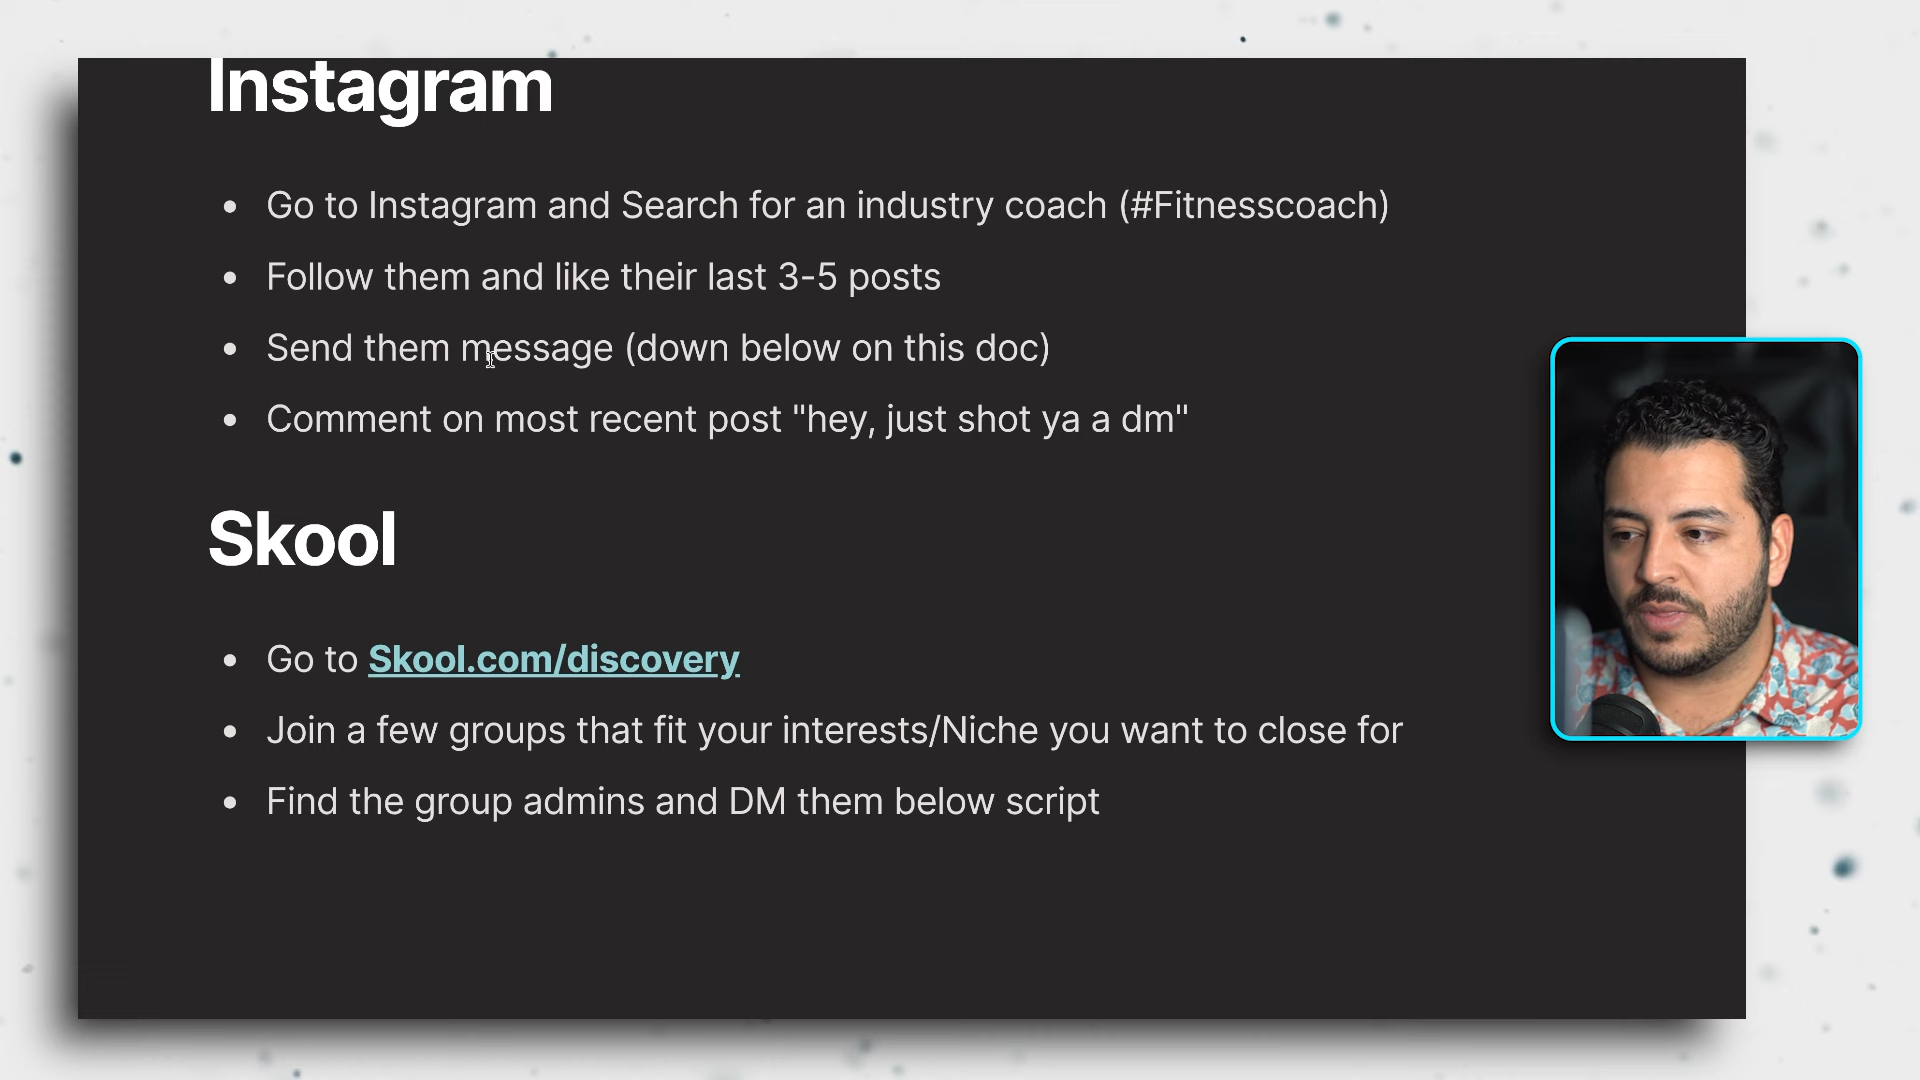 Instagram
Go to Instagram and Search for an industry coach (#Fitnesscoach)
Follow them and like their last 3-5 posts
Send them message (down below on this doc)
Comment on most recent post "hey, just shot ya a dm"
Skool
Go to Skool.com/discovery
Join a few groups that fit your interests/Niche you want to close for
Find the group admins and DM them below script